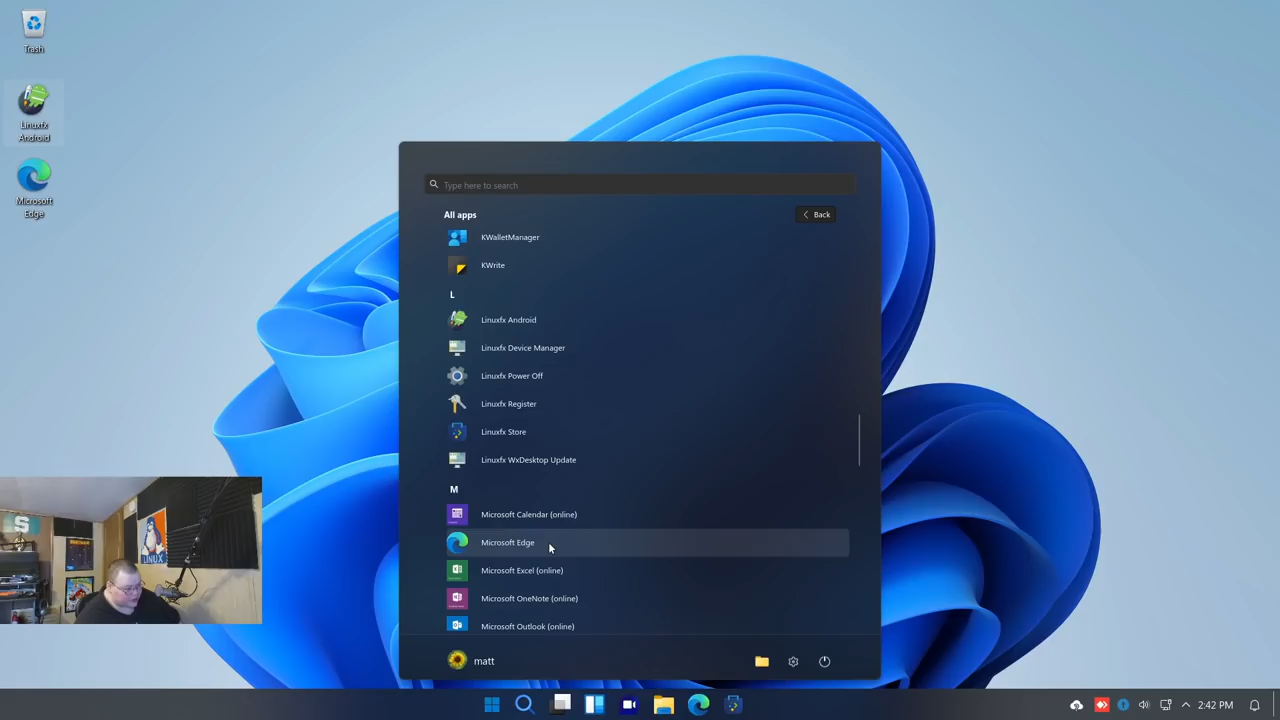 Trash
Linuxfx
Android
Microsoft
Edge
Type here to search
All apps
Back
KWalletManager
KWrite
L
Linuxfx Android
Linuxfx Device Manager
Linuxfx Power Off
Linuxfx Register
Linuxfx Store
Linuxfx WxDesktop Update
M
Microsoft Calendar (online)
Microsoft Edge
Microsoft Excel (online)
Microsoft OneNote (online)
Microsoft Outlook (online)
matt
LINUX
S
2:42 PM